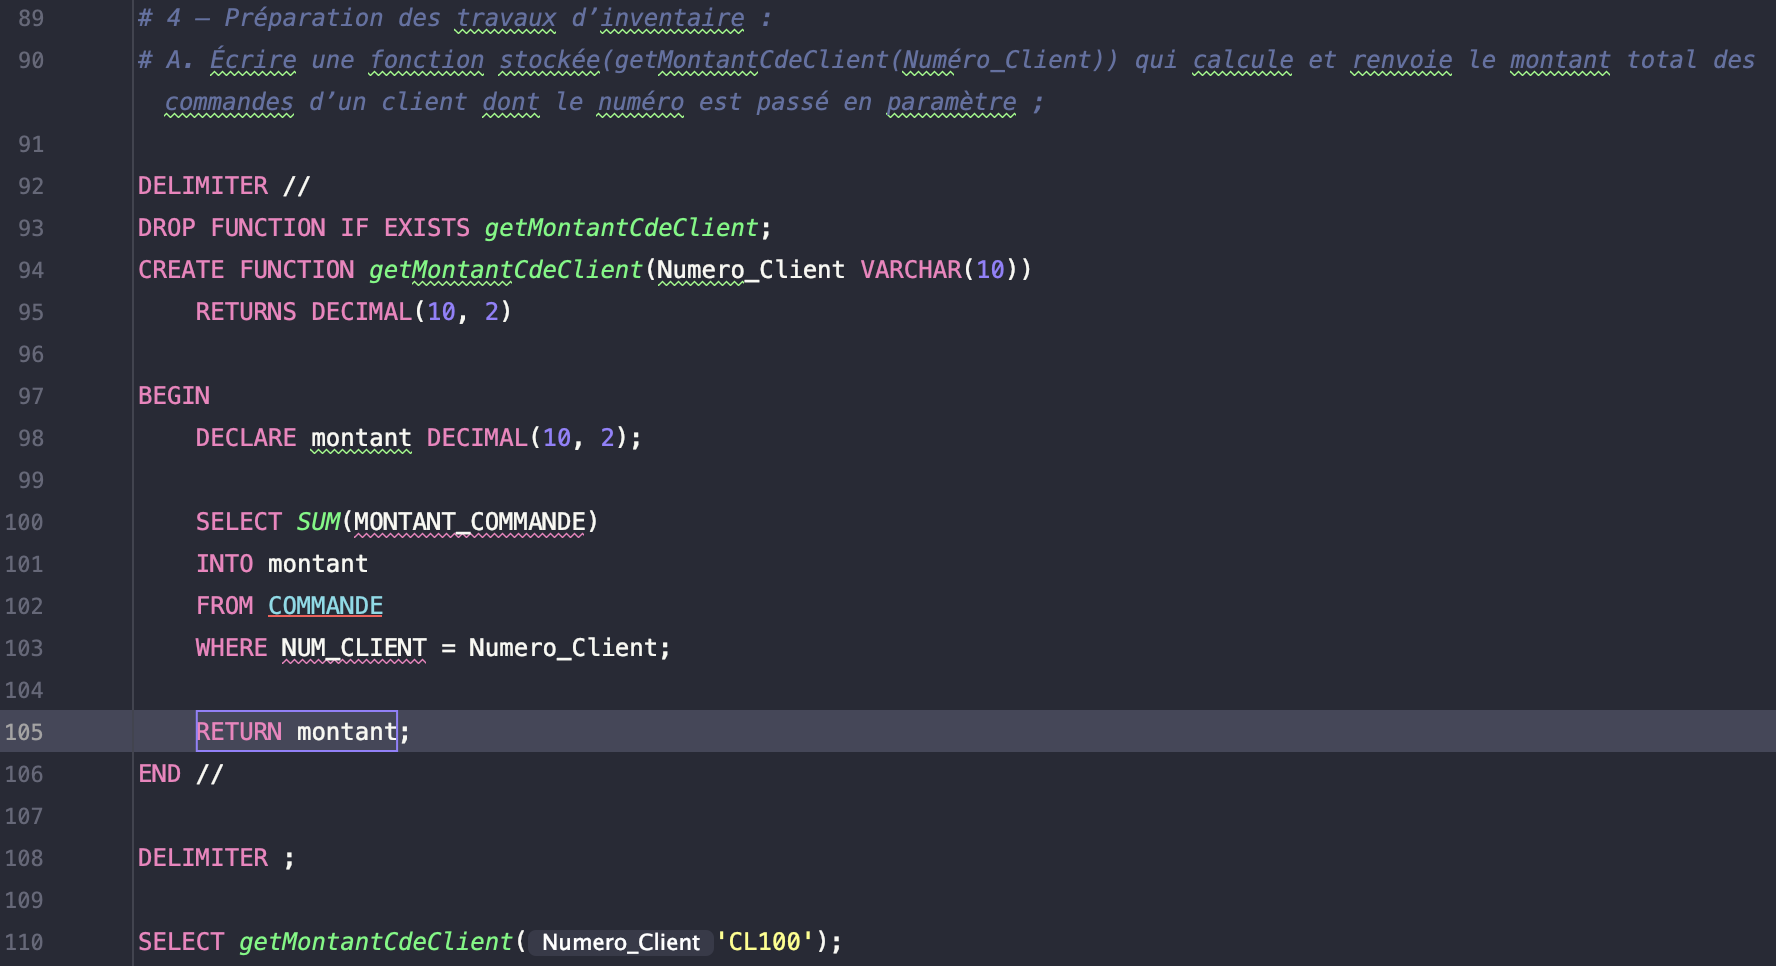 89 # 4 – Préparation des travaux d’inventaire :
90 # A. Écrire une fonction stockée(getMontantCdeClient(Numéro_Client)) qui calcule et renvoie le montant total des
commandes d’un client dont le numéro est passé en paramètre ;
91
92 DELIMITER //
93 DROP FUNCTION IF EXISTS getMontantCdeClient;
94 CREATE FUNCTION getMontantCdeClient(Numero_Client VARCHAR(10))
95 RETURNS DECIMAL(10, 2)
96
97 BEGIN
98 DECLARE montant DECIMAL(10, 2);
99
100 SELECT SUM(MONTANT_COMMANDE)
101 INTO montant
102 FROM COMMANDE
103 WHERE NUM_CLIENT = Numero_Client;
104
105 RETURN montant;
106 END //
107
108 DELIMITER ;
109
110 SELECT getMontantCdeClient( Numero_Client 'CL100');